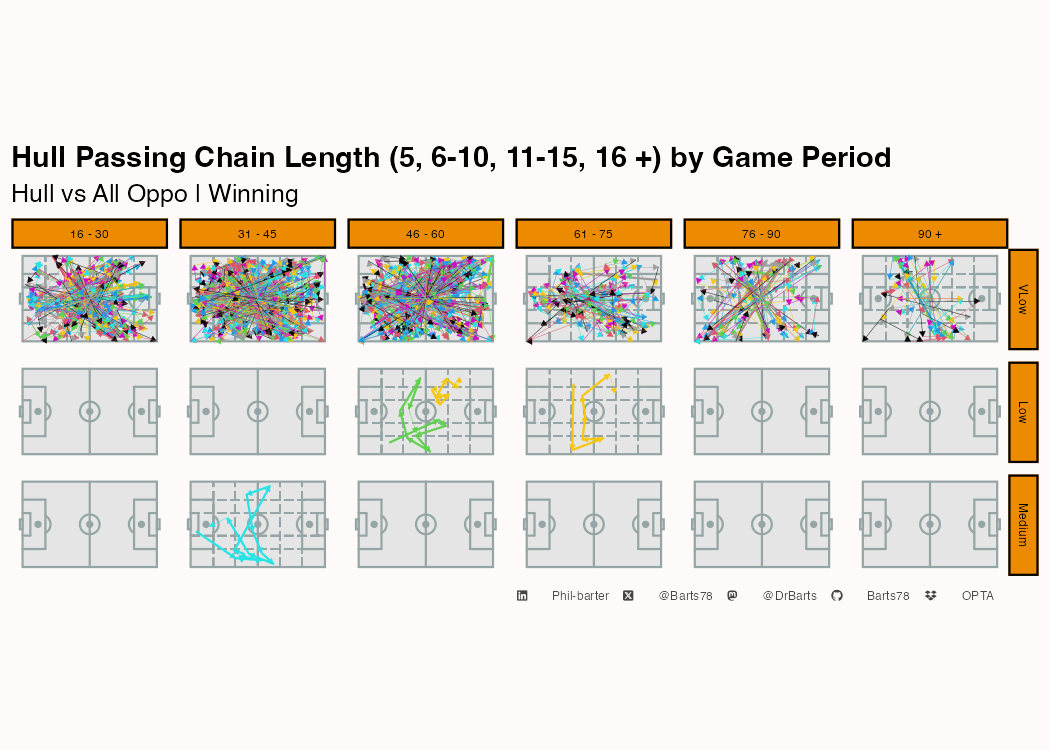 Hull Passing Chain Length (5, 6-10, 11-15, 16 +) by Game Period
Hull vs All Oppo | Winning
16 - 30
31 - 45
46 - 60
61 - 75
76 - 90
90 +
VLow
Low
Medium
Phil-barter @Barts78 @DrBarts Barts78 OPTA